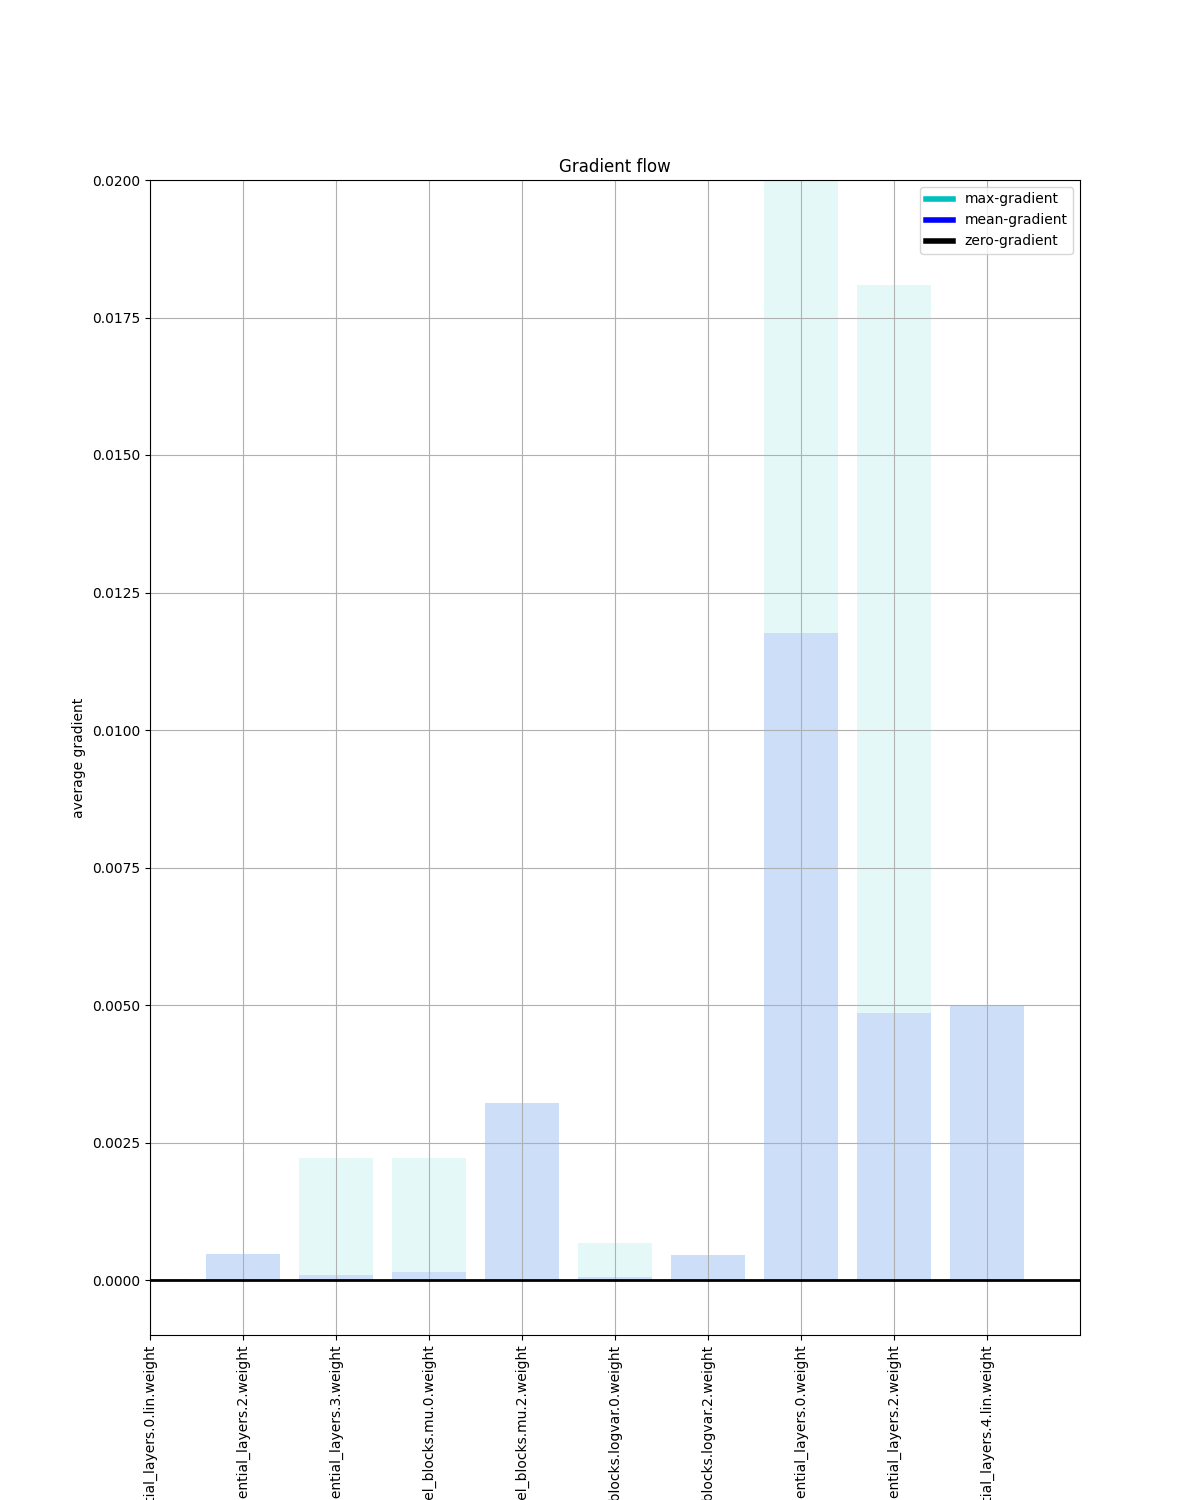 Gradient flow
max-gradient
mean-gradient
zero-gradient
average gradient
0.0200
0.0175
0.0150
0.0125
0.0100
0.0075
0.0050
0.0025
0.0000
tial_layers.0.lin.weight
ential_layers.2.weight
ential_layers.3.weight
el_blocks.mu.0.weight
el_blocks.mu.2.weight
blocks.logvar.0.weight
blocks.logvar.2.weight
ential_layers.0.weight
ential_layers.2.weight
tial_layers.4.lin.weight